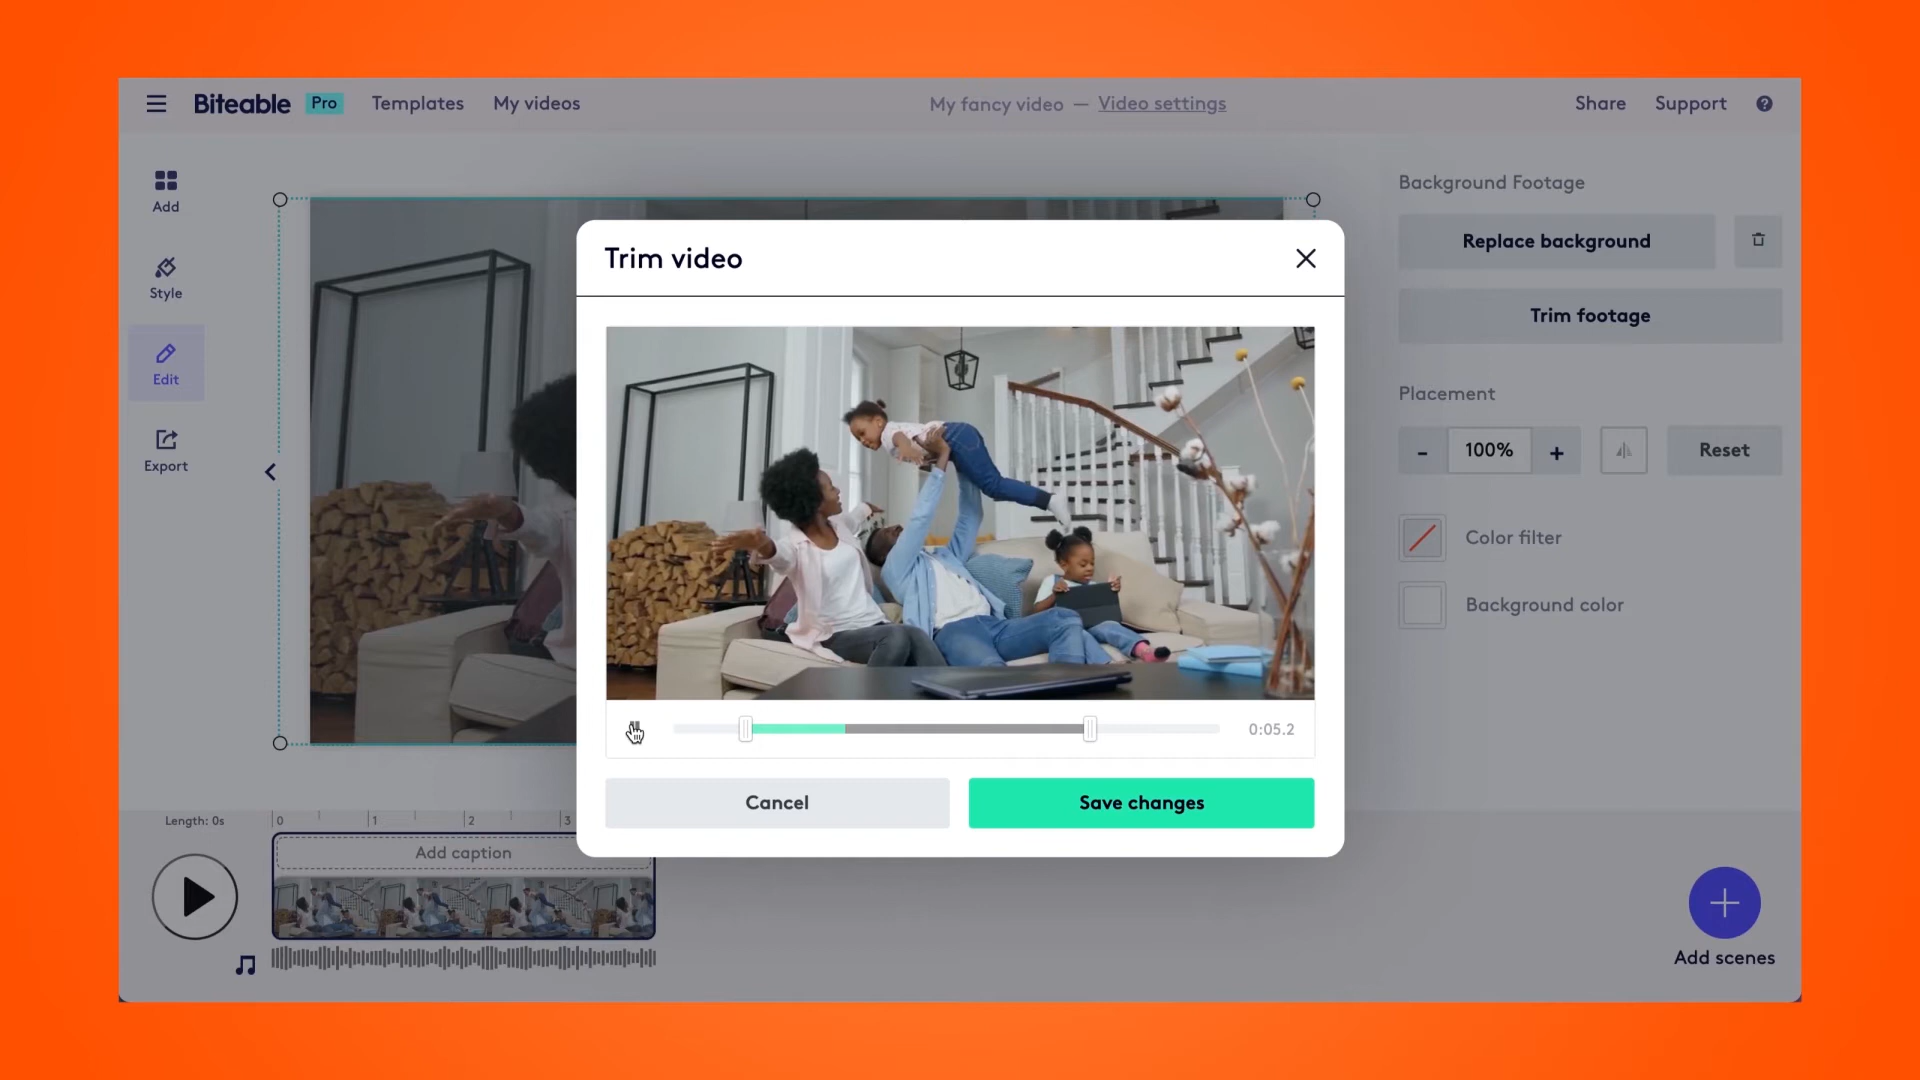 Biteable Pro Templates My videos My fancy video — Video settings Share Support ?
Add
Style
Edit
Export
Trim video
0:05.2
Cancel Save changes
Background Footage
Replace background
Trim footage
Placement
- 100% + Reset
Color filter
Background color
Length: 0s 0 1 2 3
Add caption
Add scenes